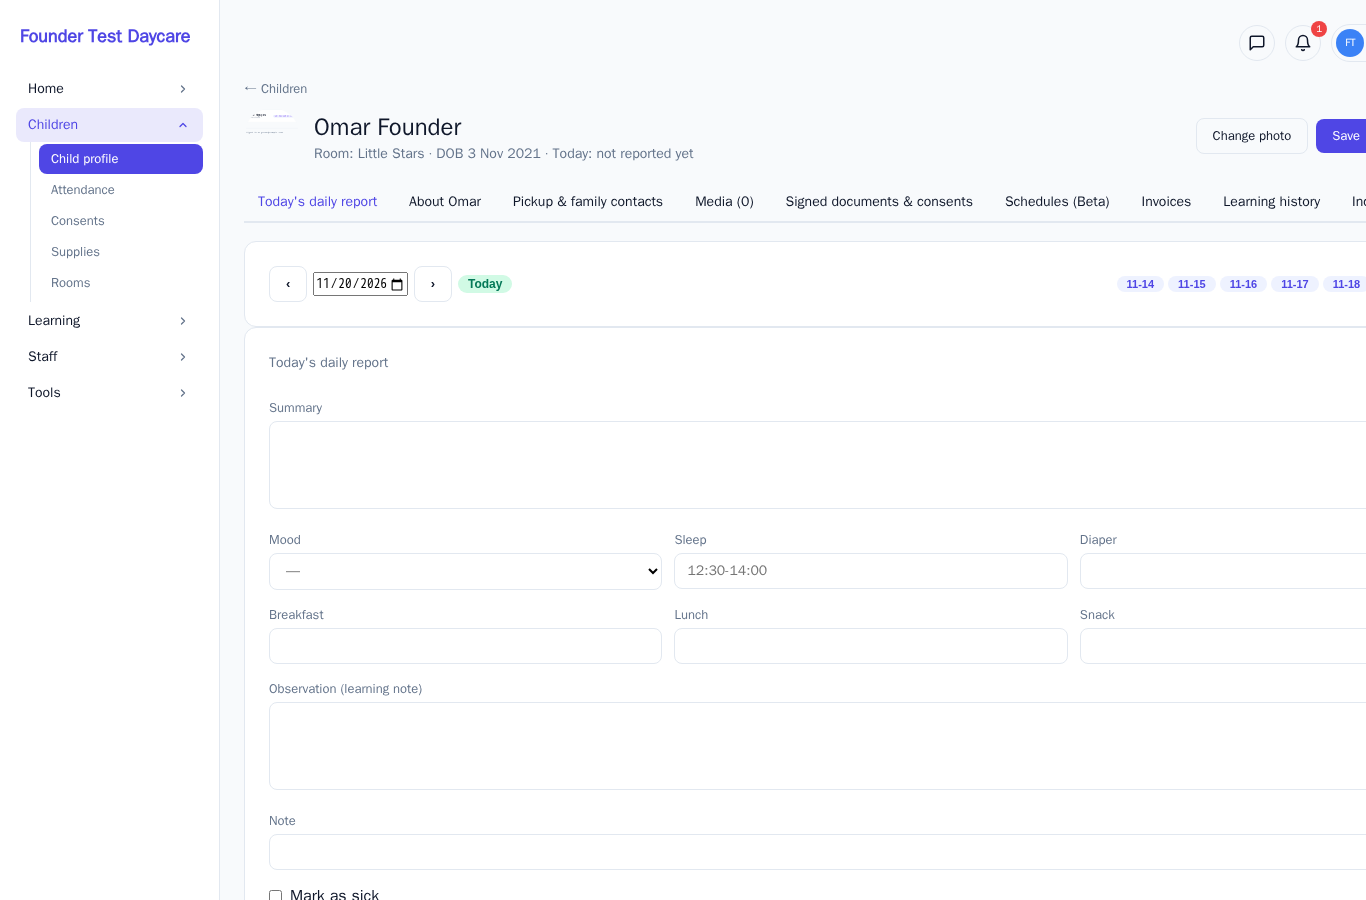 Founder Test Daycare
1
FT
Home
Children
Child profile
Attendance
Consents
Supplies
Rooms
Learning
Staff
Tools
← Children
Omar Founder
Room: Little Stars · DOB 3 Nov 2021 · Today: not reported yet
Change photo
Save
Today's daily report
About Omar
Pickup & family contacts
Media (0)
Signed documents & consents
Schedules (Beta)
Invoices
Learning history
‹
11/20/2026
›
Today
11-14
11-15
11-16
11-17
11-18
Today's daily report
Summary
Mood
Sleep
Diaper
—
12:30-14:00
Breakfast
Lunch
Snack
Observation (learning note)
Note
Mark as sick